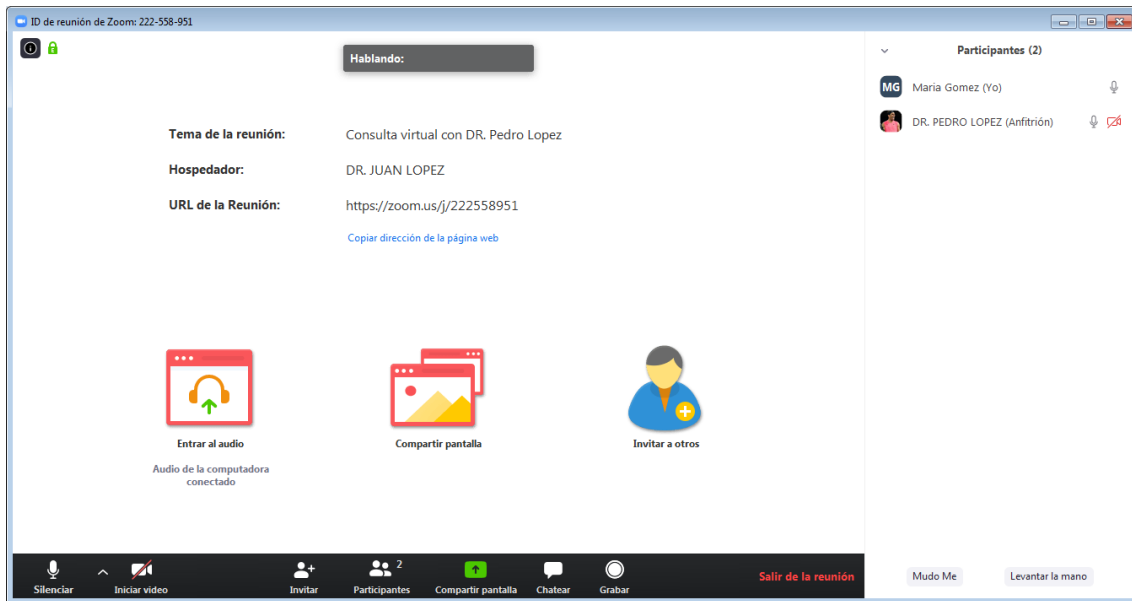 ID de reunión de Zoom: 222-558-951
Hablando:
Tema de la reunión: Consulta virtual con DR. Pedro Lopez
Hospedador: DR. JUAN LOPEZ
URL de la Reunión: https://zoom.us/j/222558951
Copiar dirección de la página web
Entrar al audio
Audio de la computadora
conectado
Compartir pantalla
Invitar a otros
Silenciar
Iniciar video
Invitar
Participantes 2
Compartir pantalla
Chatear
Grabar
Salir de la reunión
Participantes (2)
MG Maria Gomez (Yo)
DR. PEDRO LOPEZ (Anfitrión)
Mudo Me
Levantar la mano